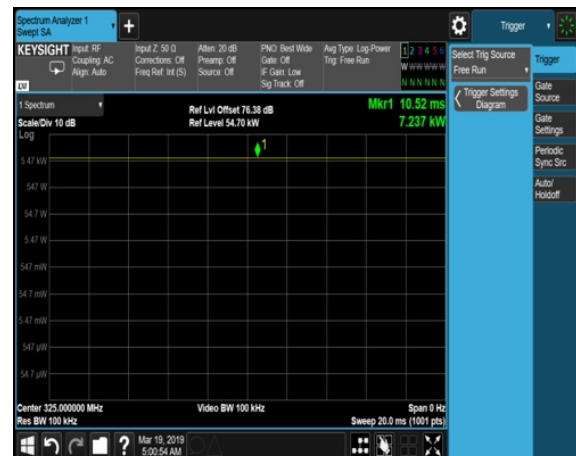 Spectrum Analyzer 1
Swept SA
+
Trigger
KEYSIGHT
Input: RF
Coupling: AC
Align: Auto
Input Z: 50 Ω
Corrections: Off
Freq Ref: Int (S)
Atten: 20 dB
Preamp: Off
Source: Off
PNO: Best Wide
Gate: Off
IF Gain: Low
Sig Track: Off
Avg Type: Log-Power
Trig: Free Run
1 2 3 4 5 6
W W W W W W
N N N N N N
LXI
Select Trig Source
Free Run
Trigger Settings
Diagram
Trigger
Gate
Source
Gate
Settings
Periodic
Sync Src
Auto/
Holdoff
1 Spectrum
Scale/Div 10 dB
Log
Ref Lvl Offset 76.38 dB
Ref Level 54.70 kW
Mkr1 10.52 ms
7.237 kW
1
5.47 kW
547 W
54.7 W
5.47 W
547 mW
54.7 mW
5.47 mW
547 µW
54.7 µW
Center 325.000000 MHz
Res BW 100 kHz
Video BW 100 kHz
Span 0 Hz
Sweep 20.0 ms (1001 pts)
?
Mar 19, 2019
5:00:54 AM